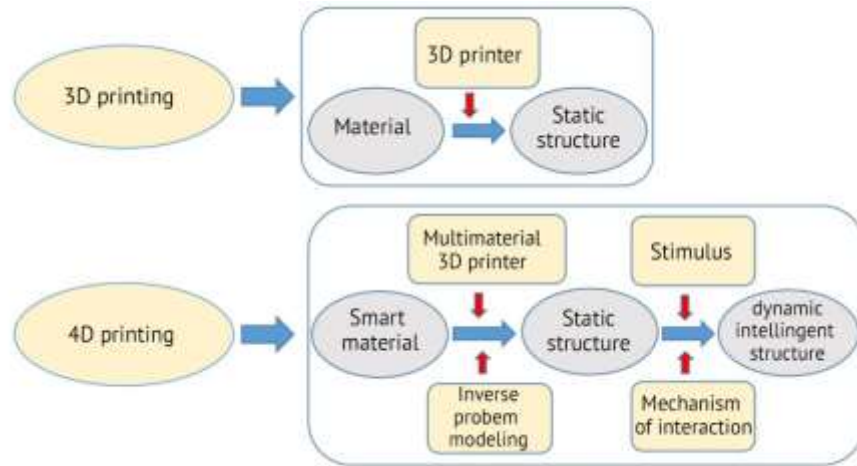 3D printer
3D printing
Material
Static
structure
Multimaterial
3D printer
Stimulus
4D printing
Smart
material
Static
structure
dynamic
intellingent
structure
Inverse
probem
modeling
Mechanism
of interaction